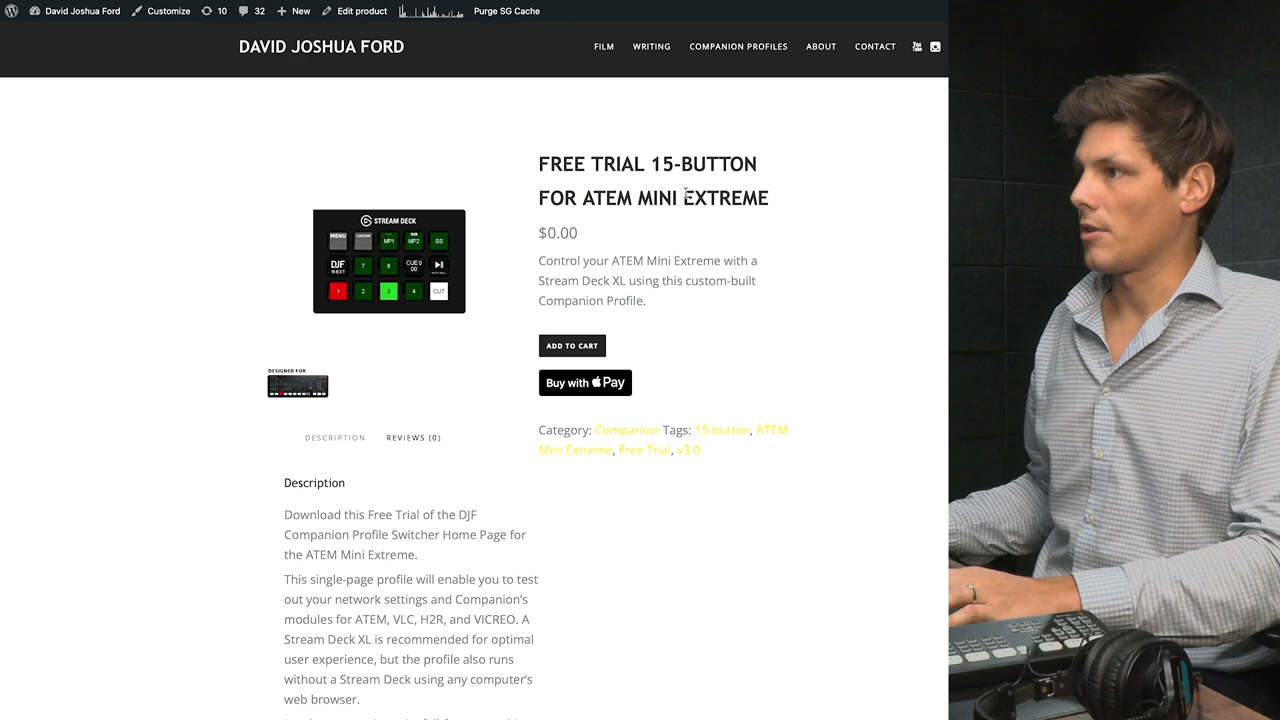 David Joshua Ford Customize 10 32 New Edit product Purge SG Cache
DAVID JOSHUA FORD
FILM WRITING COMPANION PROFILES ABOUT CONTACT
You Tube
FREE TRIAL 15-BUTTON
FOR ATEM MINI EXTREME
$0.00
Control your ATEM Mini Extreme with a
Stream Deck XL using this custom-built
Companion Profile.
ADD TO CART
Buy with Pay
Category: Companion Tags: 15-button, ATEM
Mini Extreme, Free Trial, v3.0
STREAM DECK
MENU CUSTOM MP1 MP2 SS
DJF 7 8 CUE 0
15 EXT 00
1 2 3 4 CUT
DESIGNED FOR
DESCRIPTION REVIEWS (0)
Description
Download this Free Trial of the DJF
Companion Profile Switcher Home Page for
the ATEM Mini Extreme.
This single-page profile will enable you to test
out your network settings and Companion's
modules for ATEM, VLC, H2R, and VICREO. A
Stream Deck XL is recommended for optimal
user experience, but the profile also runs
without a Stream Deck using any computer's
web browser.